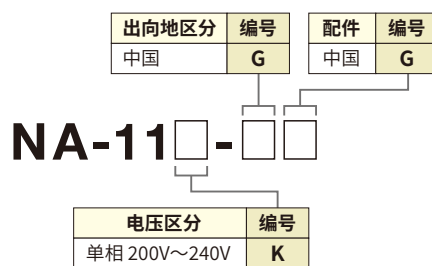 出向地区分 编号
中国 G
配件 编号
中国 G
NA-11□-□□
电压区分 编号
单相 200V～240V K